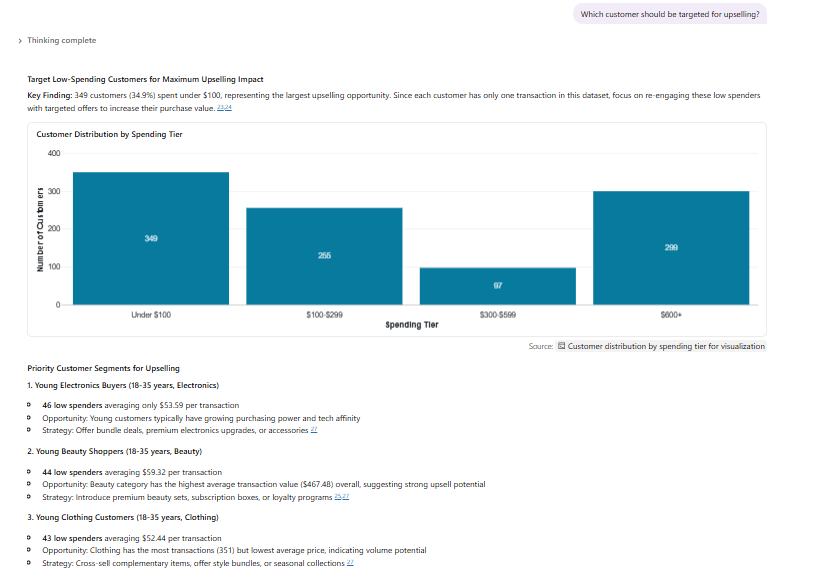 Which customer should be targeted for upselling?
Thinking complete
Target Low-Spending Customers for Maximum Upselling Impact
Key Finding: 349 customers (34.9%) spent under $100, representing the largest upselling opportunity. Since each customer has only one transaction in this dataset, focus on re-engaging these low spenders
with targeted offers to increase their purchase value.
Customer Distribution by Spending Tier
400
300
200
100
0
Number of Customers
349
255
97
299
Under $100
$100-$299
$300-$599
$600+
Spending Tier
Source: Customer distribution by spending tier for visualization
Priority Customer Segments for Upselling
1. Young Electronics Buyers (18-35 years, Electronics)
46 low spenders averaging only $53.59 per transaction
Opportunity: Young customers typically have growing purchasing power and tech affinity
Strategy: Offer bundle deals, premium electronics upgrades, or accessories 27
2. Young Beauty Shoppers (18-35 years, Beauty)
44 low spenders averaging $59.32 per transaction
Opportunity: Beauty category has the highest average transaction value ($467.48) overall, suggesting strong upsell potential
Strategy: Introduce premium beauty sets, subscription boxes, or loyalty programs
3. Young Clothing Customers (18-35 years, Clothing)
43 low spenders averaging $52.44 per transaction
Opportunity: Clothing has the most transactions (351) but lowest average price, indicating volume potential
Strategy: Cross-sell complementary items, offer style bundles, or seasonal collections 27